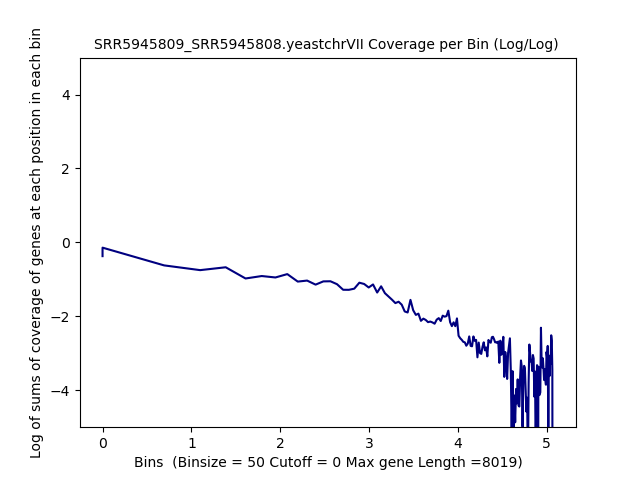 SRR5945809_SRR5945808.yeastchrVII Coverage per Bin (Log/Log)
Log of sums of coverage of genes at each position in each bin
4
2
0
−2
−4
0 1 2 3 4 5
Bins  (Binsize = 50 Cutoff = 0 Max gene Length =8019)